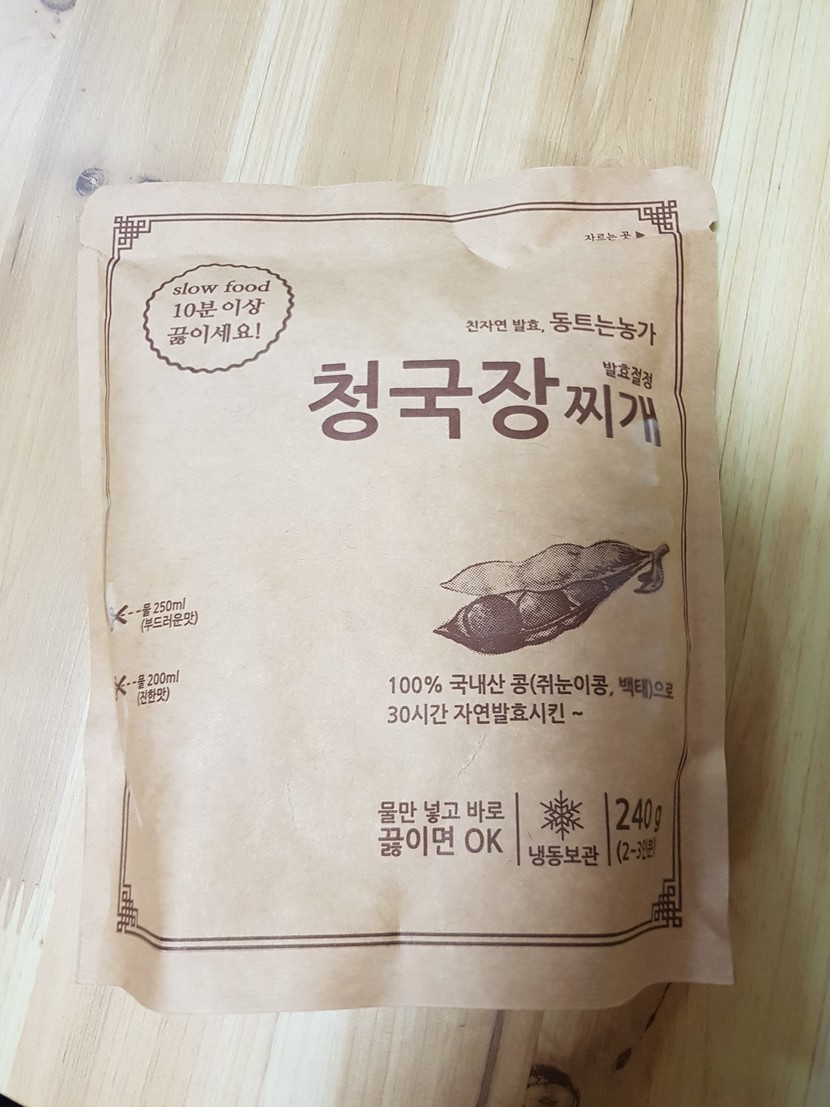 자르는 곳 ▶
slow food
10분 이상
끓이세요!
친자연 발효, 동트는농가
발효절정
청국장찌개
물 250ml
(부드러운맛)
물 200ml
(진한맛)
100% 국내산 콩(쥐눈이콩, 백태)으로
30시간 자연발효시킨 ~
물만 넣고 바로
끓이면 OK
냉동보관
240g
(2~3인분)